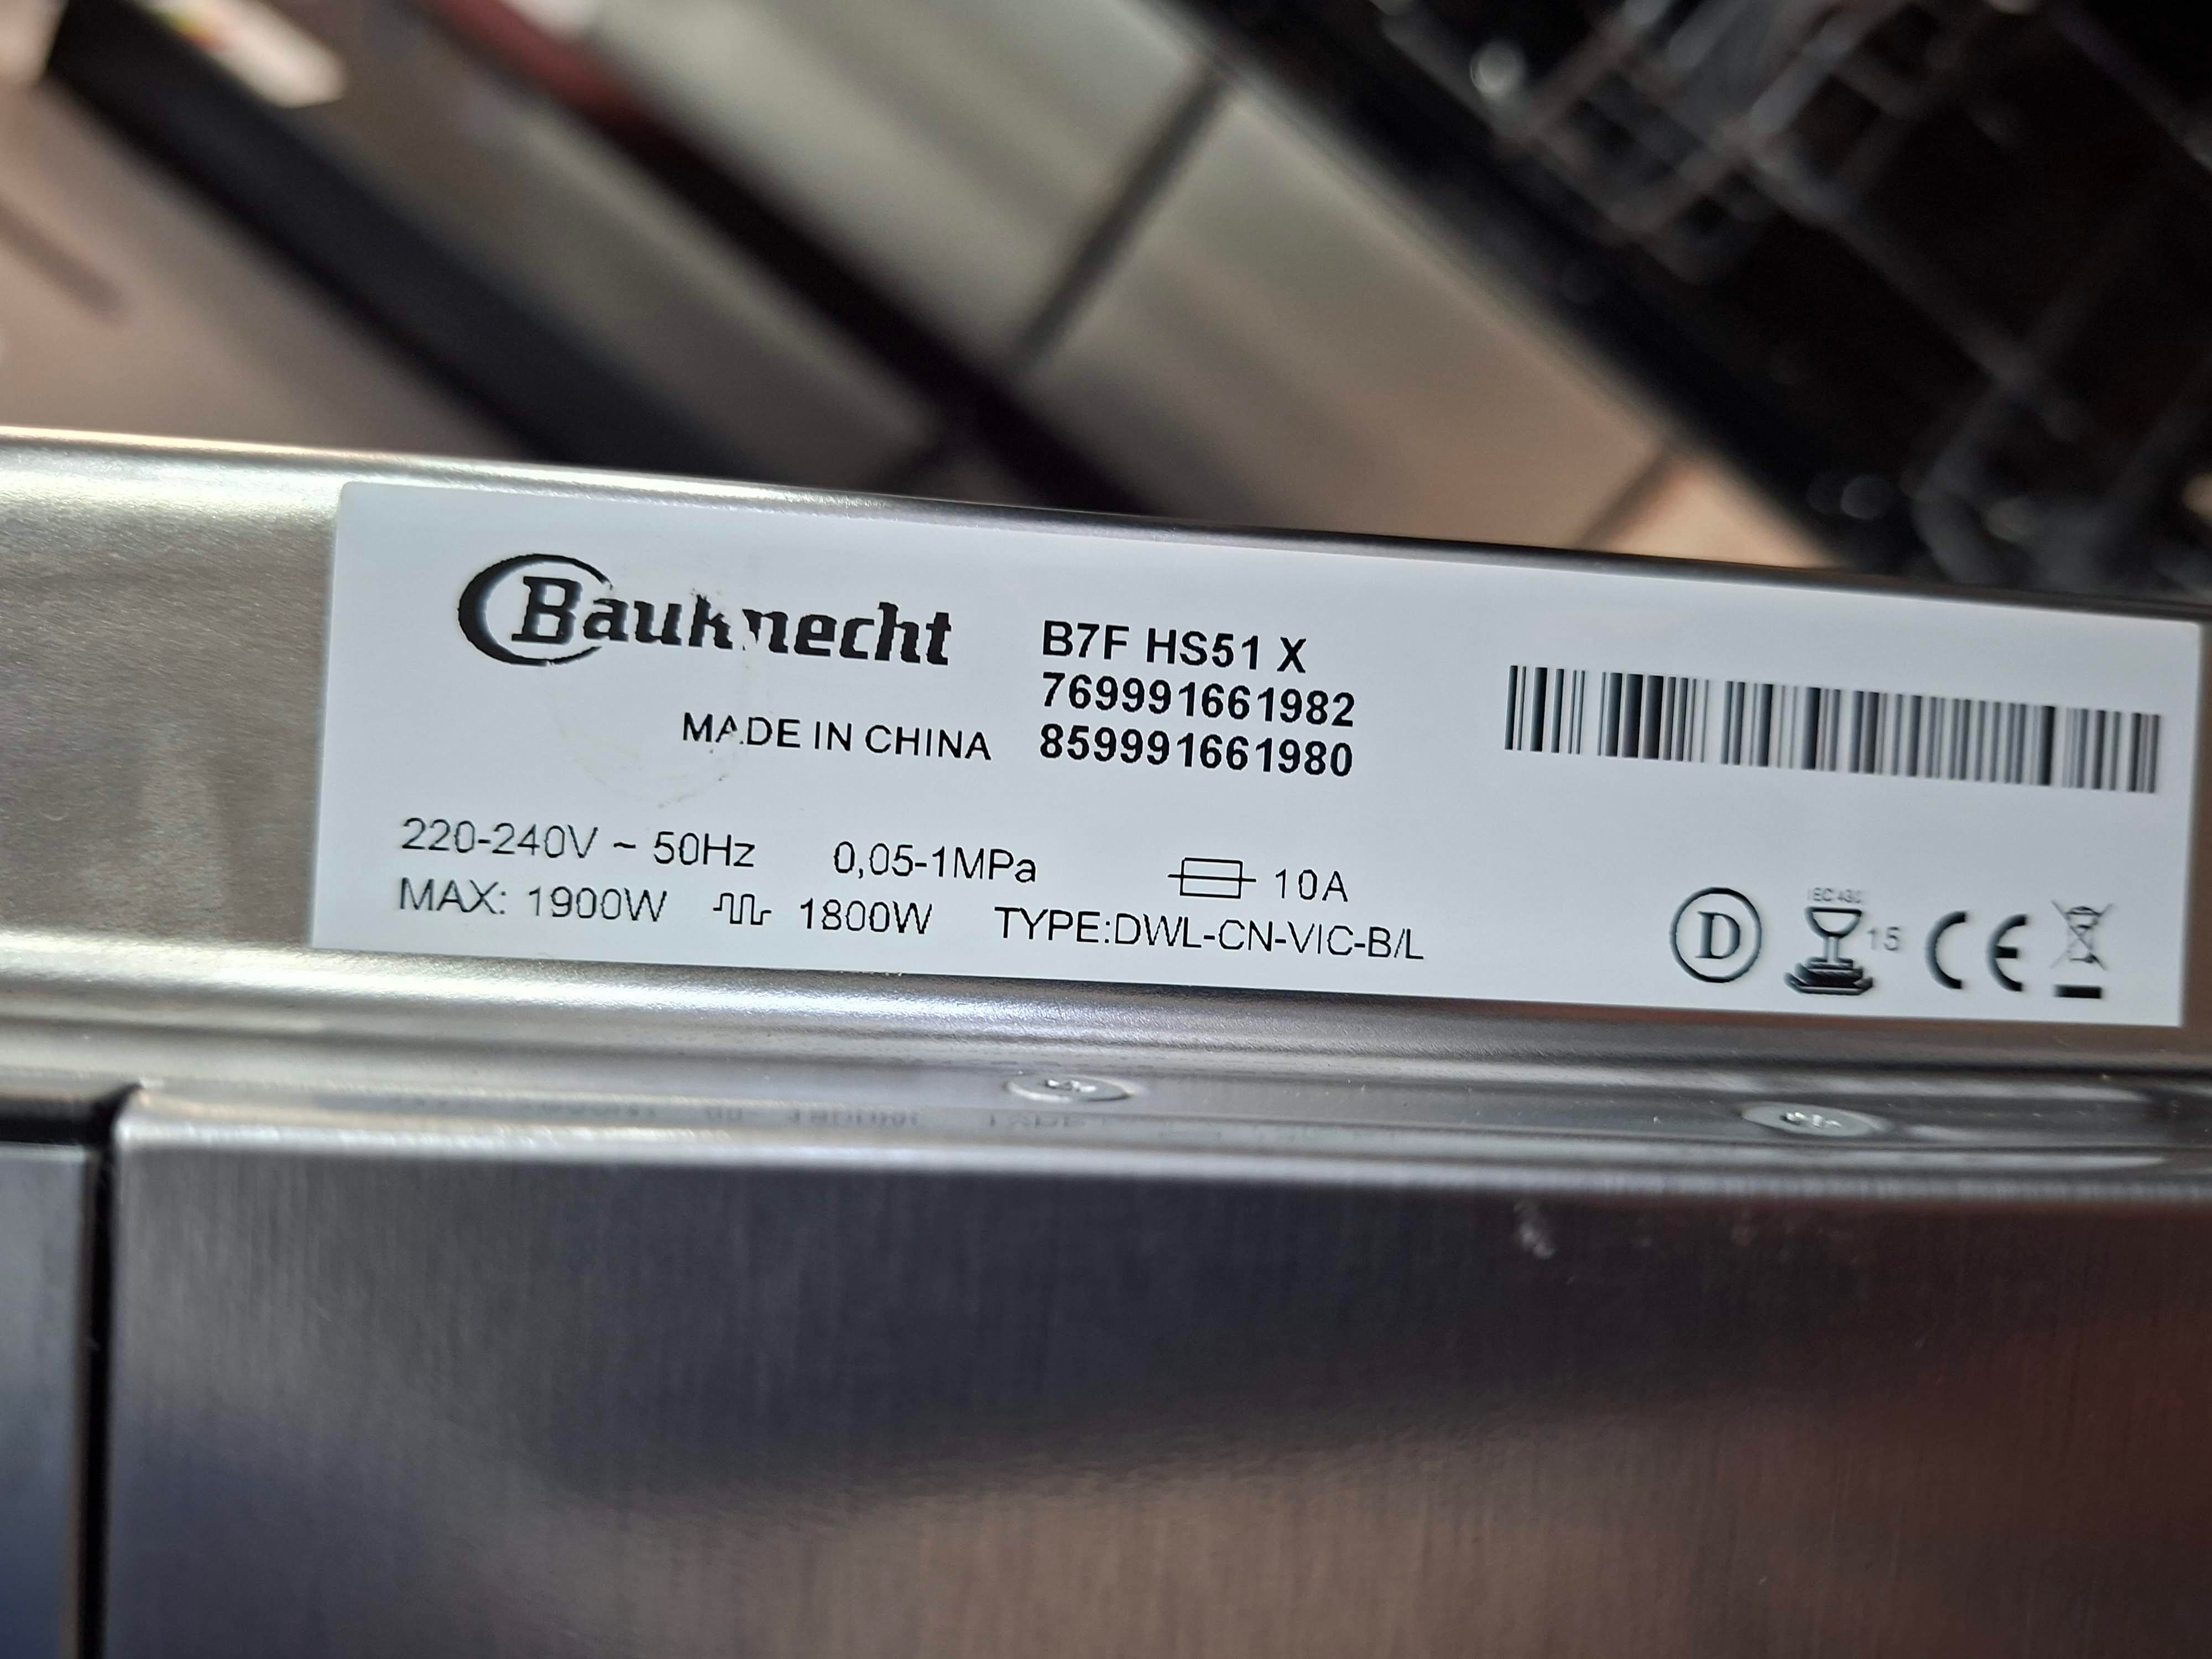 Bauknecht
MADE IN CHINA
B7F HS51 X
769991661982
859991661980
220-240V ~ 50Hz 0,05-1MPa 10A
MAX: 1900W 1800W TYPE:DWL-CN-VIC-B/L
D 15 CE